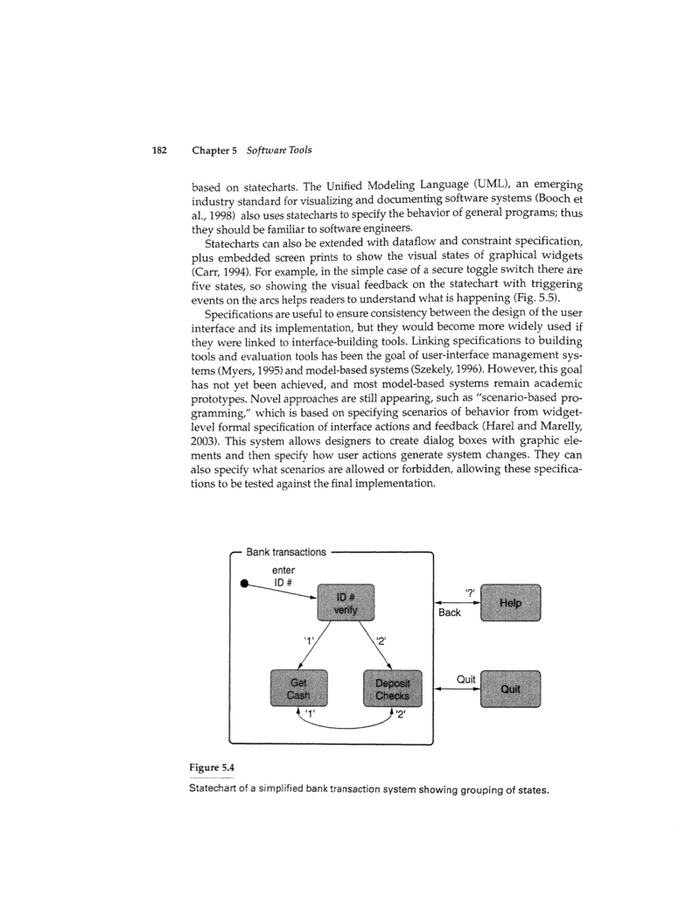 182 Chapter 5 Software Tools
based on statecharts. The Unified Modeling Language (UML), an emerging
industry standard for visualizing and documenting software systems (Booch et
al., 1998) also uses statecharts to specify the behavior of general programs; thus
they should be familiar to software engineers.
Statecharts can also be extended with dataflow and constraint specification,
plus embedded screen prints to show the visual states of graphical widgets
(Carr, 1994). For example, in the simple case of a secure toggle switch there are
five states, so showing the visual feedback on the statechart with triggering
events on the arcs helps readers to understand what is happening (Fig. 5.5).
Specifications are useful to ensure consistency between the design of the user
interface and its implementation, but they would become more widely used if
they were linked to interface-building tools. Linking specifications to building
tools and evaluation tools has been the goal of user-interface management sys-
tems (Myers, 1995) and model-based systems (Szekely, 1996). However, this goal
has not yet been achieved, and most model-based systems remain academic
prototypes. Novel approaches are still appearing, such as "scenario-based pro-
gramming," which is based on specifying scenarios of behavior from widget-
level formal specification of interface actions and feedback (Harel and Marelly,
2003). This system allows designers to create dialog boxes with graphic ele-
ments and then specify how user actions generate system changes. They can
also specify what scenarios are allowed or forbidden, allowing these specifica-
tions to be tested against the final implementation.
Bank transactions
enter
ID #
ID #
verify
'?'
Help
Back
'1'
'2'
Get
Cash
Deposit
Checks
Quit
Quit
'1'
'2'
Figure 5.4
Statechart of a simplified bank transaction system showing grouping of states.